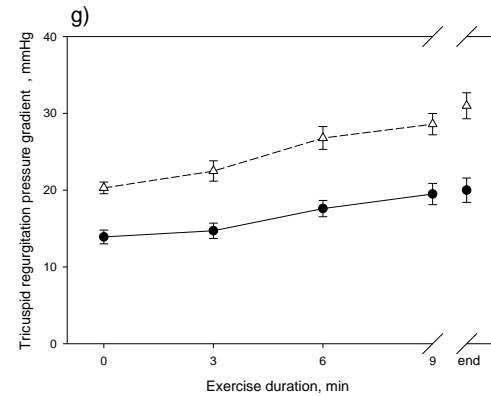 g)
Tricuspid regurgitation pressure gradient , mmHg
40
30
20
10
0
0 3 6 9 end
Exercise duration, min